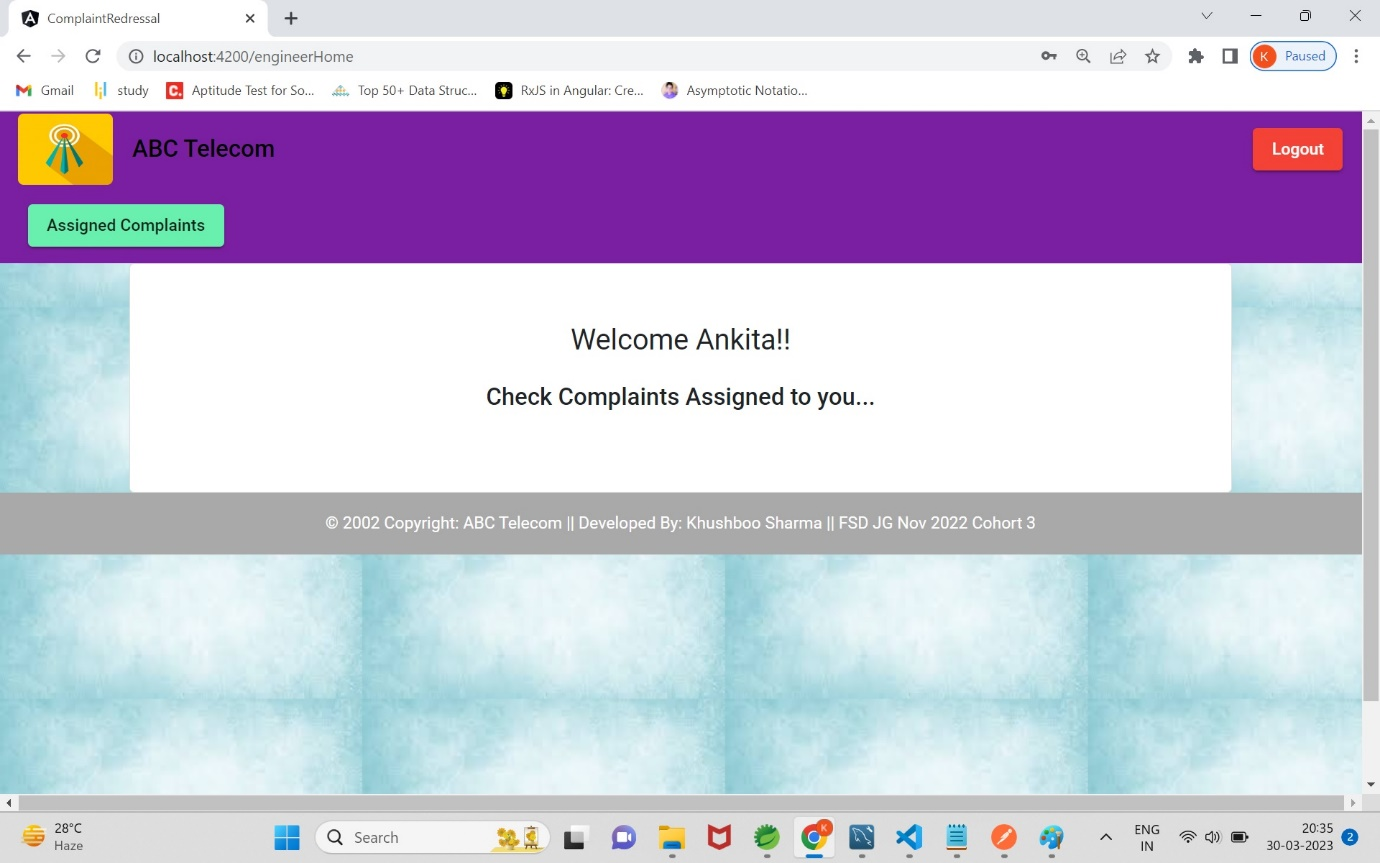 ComplaintRedressal
localhost:4200/engineerHome
K Paused
Gmail study C. Aptitude Test for So... Top 50+ Data Struc... RxJS in Angular: Cre... Asymptotic Notatio...
ABC Telecom
Logout
Assigned Complaints
Welcome Ankita!!
Check Complaints Assigned to you...
© 2002 Copyright: ABC Telecom || Developed By: Khushboo Sharma || FSD JG Nov 2022 Cohort 3
28°C
Haze
Search
K
ENG
IN
20:35
30-03-2023
2